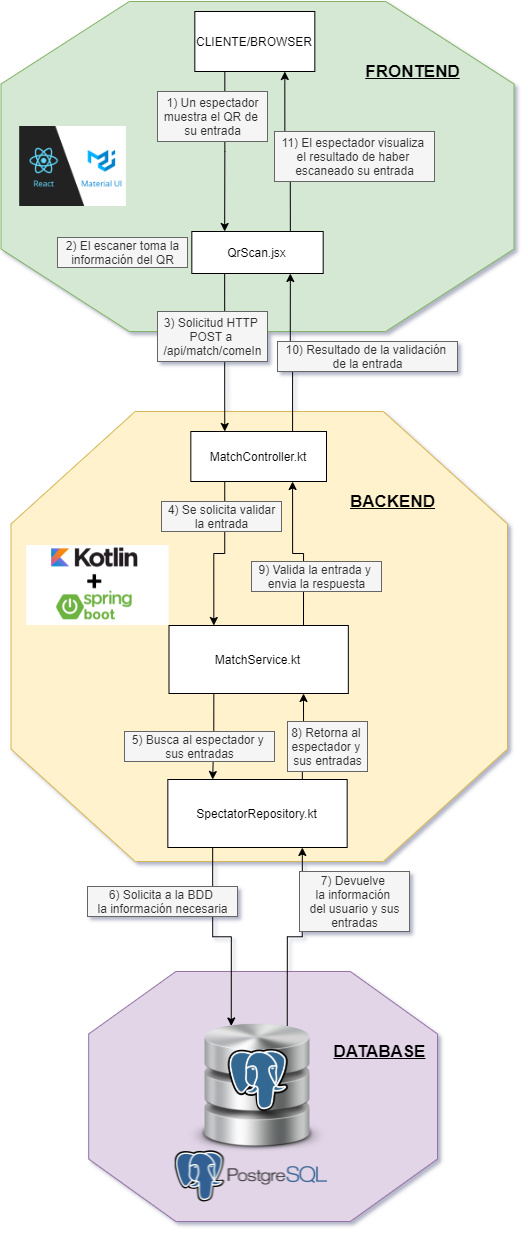 CLIENTE/BROWSER
FRONTEND
1) Un espectador
muestra el QR de
su entrada
11) El espectador visualiza
el resultado de haber
escaneado su entrada
React
Material UI
2) El escaner toma la
información del QR
QrScan.jsx
3) Solicitud HTTP
POST a
/api/match/comeIn
10) Resultado de la validación
de la entrada
MatchController.kt
BACKEND
4) Se solicita validar
la entrada
Kotlin
+
spring
boot
9) Valida la entrada y
envia la respuesta
MatchService.kt
5) Busca al espectador y
sus entradas
8) Retorna al
espectador y
sus entradas
SpectatorRepository.kt
6) Solicita a la BDD
la información necesaria
7) Devuelve
la información
del usuario y sus
entradas
DATABASE
PostgreSQL